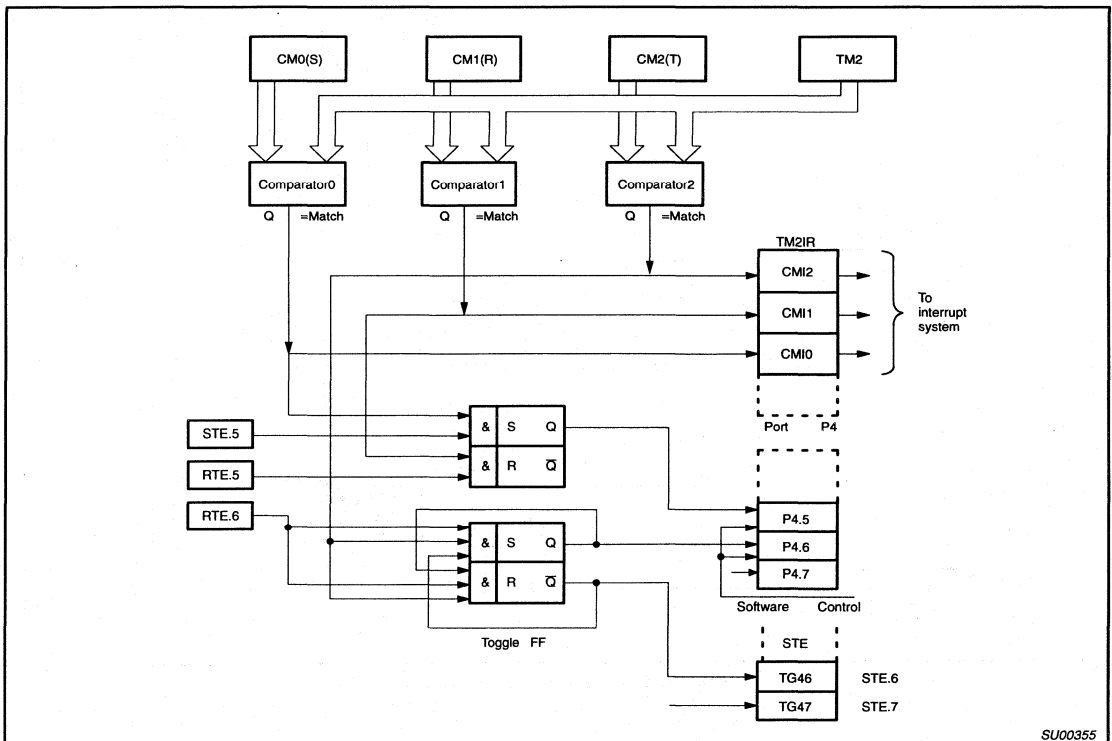 CM0(S) CM1(R) CM2(T) TM2
Comparator0 Comparator1 Comparator2
Q =Match Q =Match Q =Match
TM2IR
CMI2
CMI1
CMI0
To
interrupt
system
Port P4
STE.5
RTE.5
RTE.6
& S Q
& R Q̅
& S Q
& R Q̅
Toggle FF
P4.5
P4.6
P4.7
Software Control
STE
TG46 STE.6
TG47 STE.7
SU00355